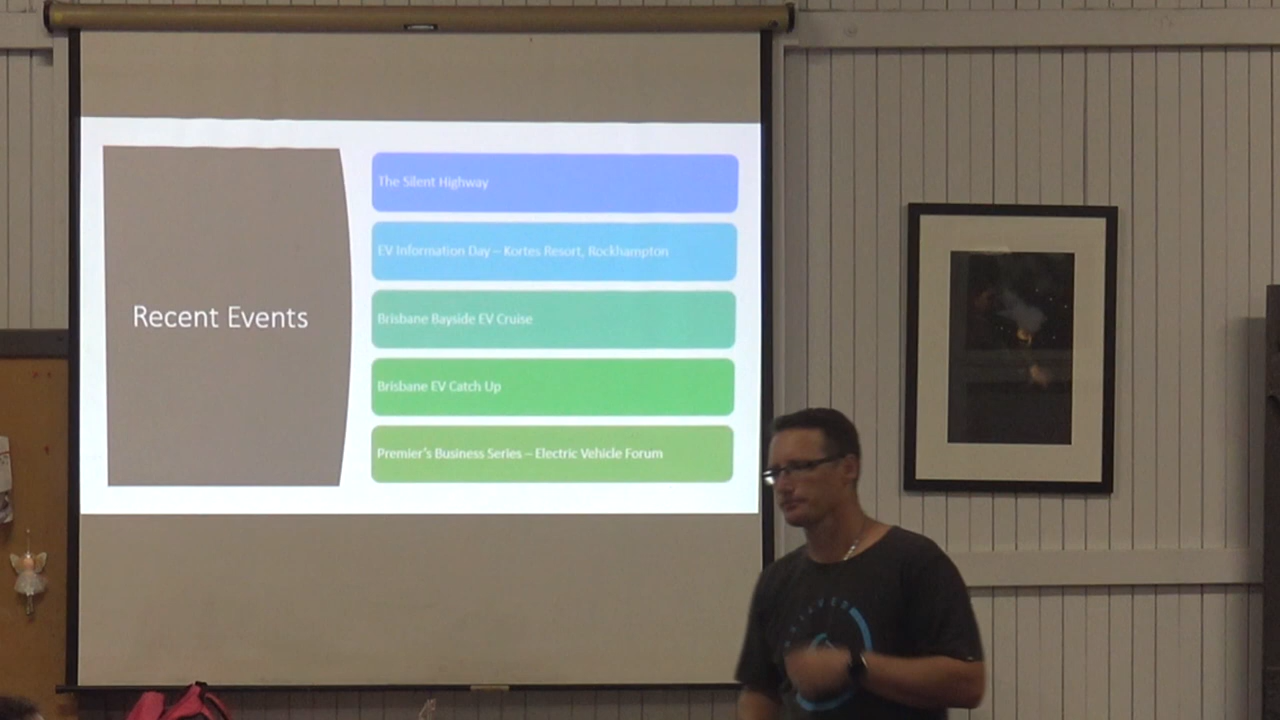 Recent Events
The Silent Highway
EV Information Day – Kortes Resort, Rockhampton
Brisbane Bayside EV Cruise
Brisbane EV Catch Up
Premier's Business Series – Electric Vehicle Forum